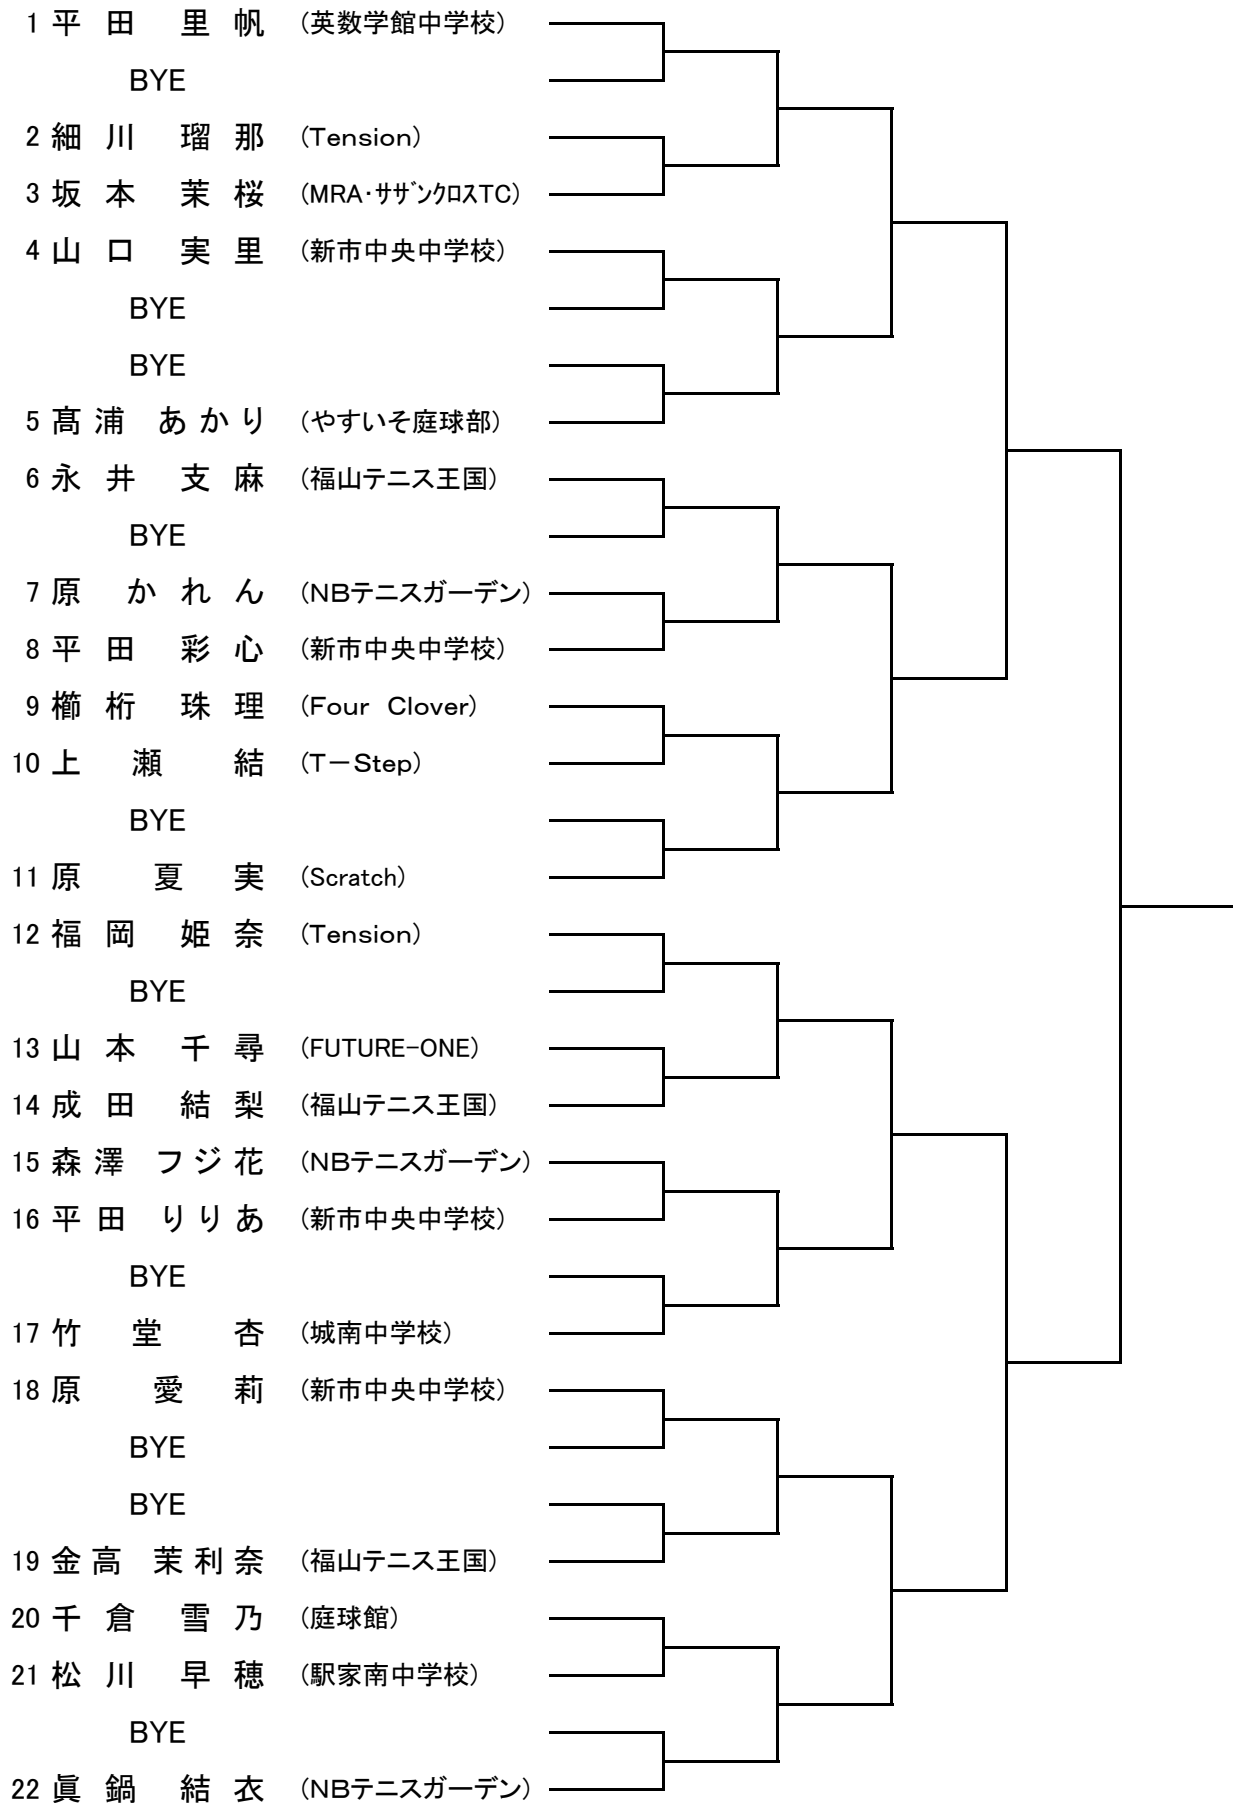 1 平田 里帆 (英数学館中学校)
BYE
2 細川 瑠那 (Tension)
3 坂本 茉桜 (MRA・ｻｻﾞﾝｸﾛｽTC)
4 山口 実里 (新市中央中学校)
BYE
BYE
5 髙浦 あかり (やすいそ庭球部)
6 永井 支麻 (福山テニス王国)
BYE
7 原 かれん (NBテニスガーデン)
8 平田 彩心 (新市中央中学校)
9 櫛桁 珠理 (Four Clover)
10 上瀬 結 (T－Step)
BYE
11 原 夏実 (Scratch)
12 福岡 姫奈 (Tension)
BYE
13 山本 千尋 (FUTURE-ONE)
14 成田 結梨 (福山テニス王国)
15 森澤 フジ花 (NBテニスガーデン)
16 平田 りりあ (新市中央中学校)
BYE
17 竹堂 杏 (城南中学校)
18 原 愛莉 (新市中央中学校)
BYE
BYE
19 金高 茉利奈 (福山テニス王国)
20 千倉 雪乃 (庭球館)
21 松川 早穂 (駅家南中学校)
BYE
22 眞鍋 結衣 (NBテニスガーデン)